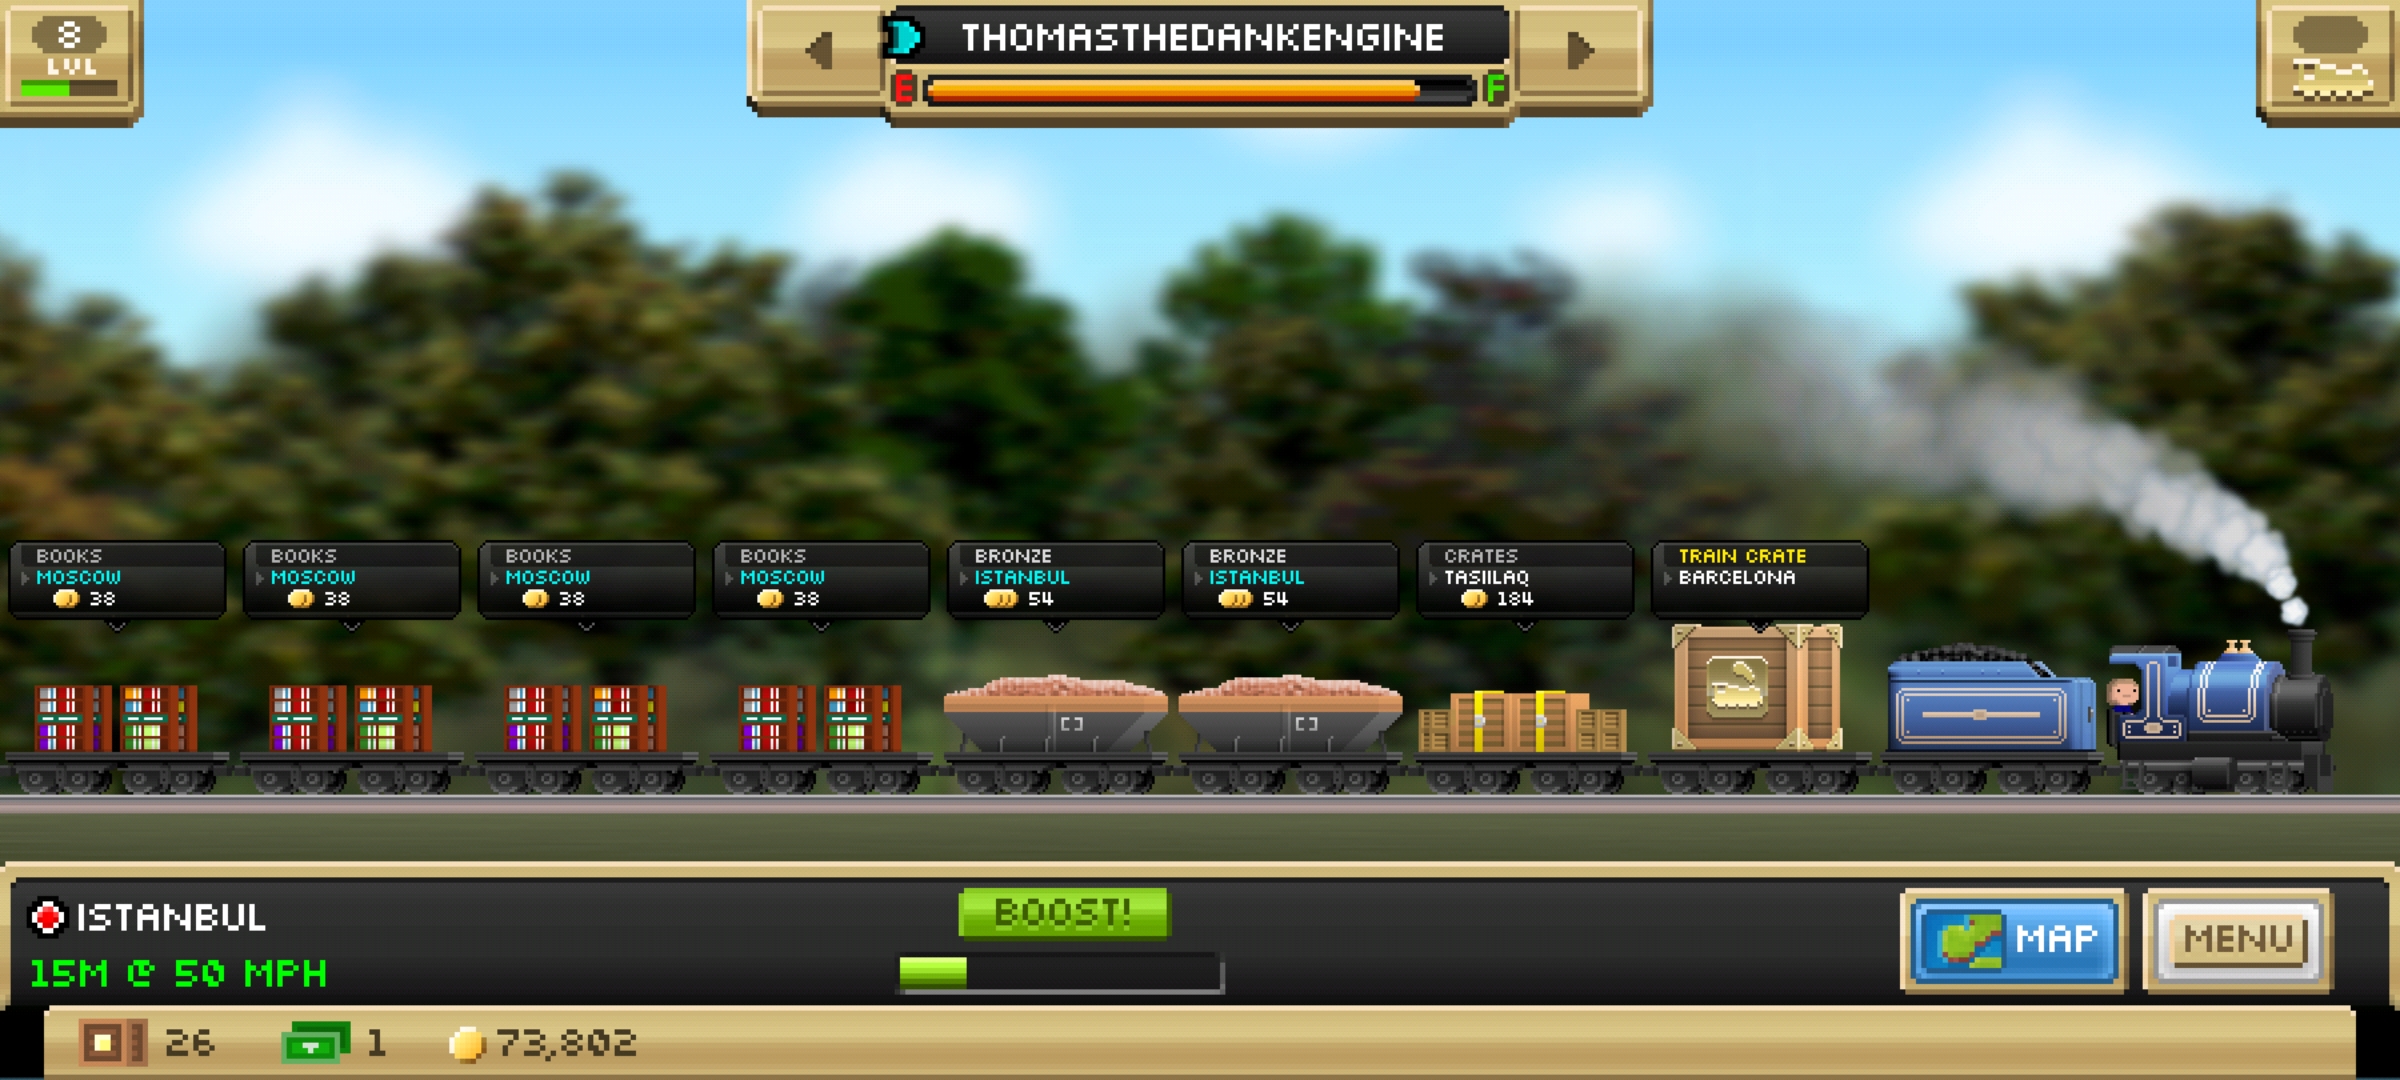 8
LVL
THOMASTHEDANKENGINE
E F
BOOKS
MOSCOW
38
BOOKS
MOSCOW
38
BOOKS
MOSCOW
38
BOOKS
MOSCOW
38
BRONZE
ISTANBUL
54
BRONZE
ISTANBUL
54
CRATES
TASIILAQ
184
TRAIN CRATE
BARCELONA
ISTANBUL
15M @ 50 MPH
BOOST!
MAP
MENU
26
1
73,802